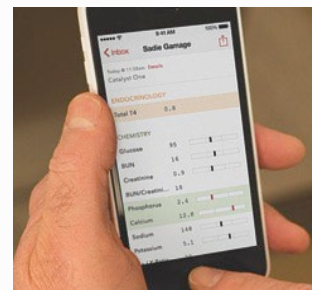 9:41 AM 100%
Inbox Sadie Gamage
Today @ 11:58am Details
Catalyst One
ENDOCRINOLOGY
Total T4 0.8
CHEMISTRY
Glucose 95
BUN 16
Creatinine 0.9
BUN/Creatini... 18
Phosphorus 2.4
Calcium 12.8
Sodium 148
Potassium 5.1